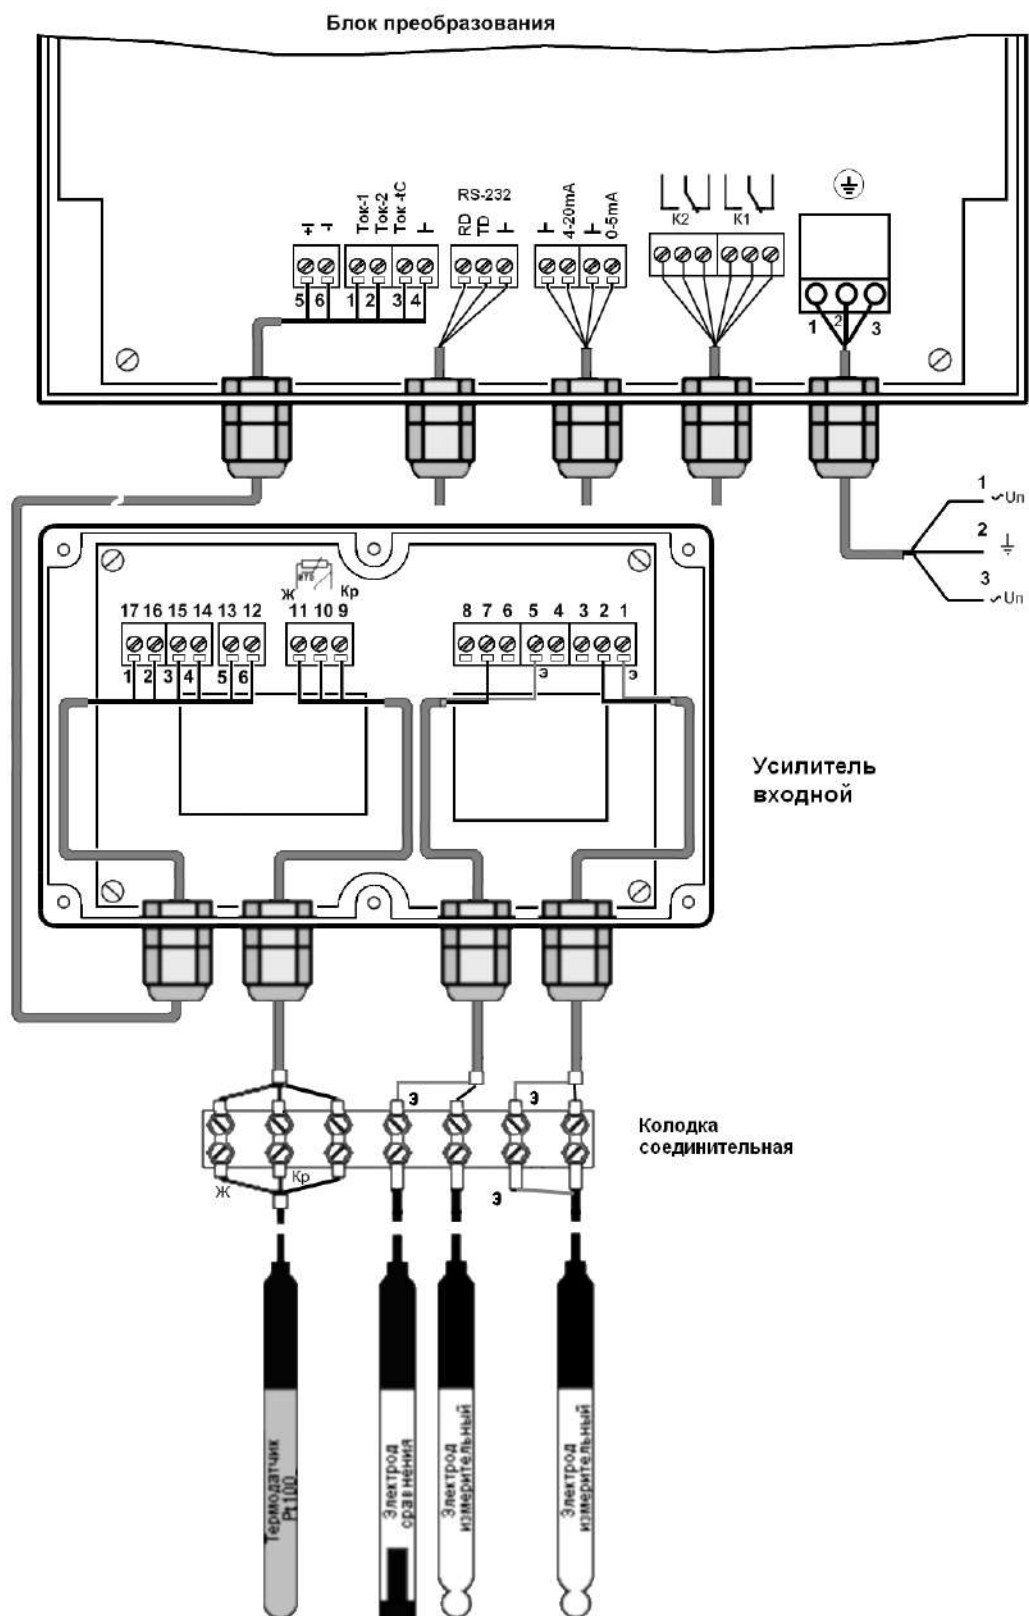 Блок преобразования
+I -I Ток-1 Ток-2 Ток-tC
RS-232
RD TD
4-20mA 0-5mA
K2 K1
5 6 1 2 3 4
1 2 3
1 ~Uп
2
3 ~Uп
Ж Кр
17 16 15 14 13 12 11 10 9 8 7 6 5 4 3 2 1
1 2 3 4 5 6 Э Э
Усилитель
входной
Э Э
Колодка
соединительная
Ж Кр Э
Термодатчик
Pt100
Электрод
сравнения
Электрод
измерительный
Электрод
измерительный